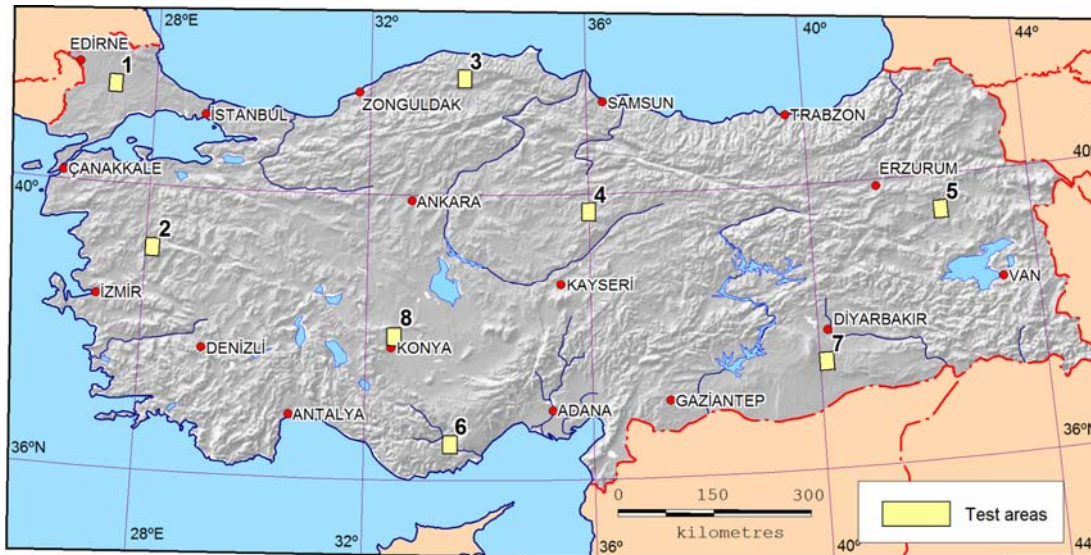 28ºE
32º
36º
40º
44º
EDİRNE
1
3
ZONGULDAK
İSTANBUL
SAMSUN
TRABZON
40º
ÇANAKKALE
40º
ERZURUM
ANKARA
4
5
2
İZMİR
KAYSERİ
VAN
8
DİYARBAKIR
DENİZLİ
KONYA
7
ANTALYA
ADANA
GAZİANTEP
6
36ºN
36ºN
0 150 300
kilometres
Test areas
28ºE
32º
36º
40º
44º